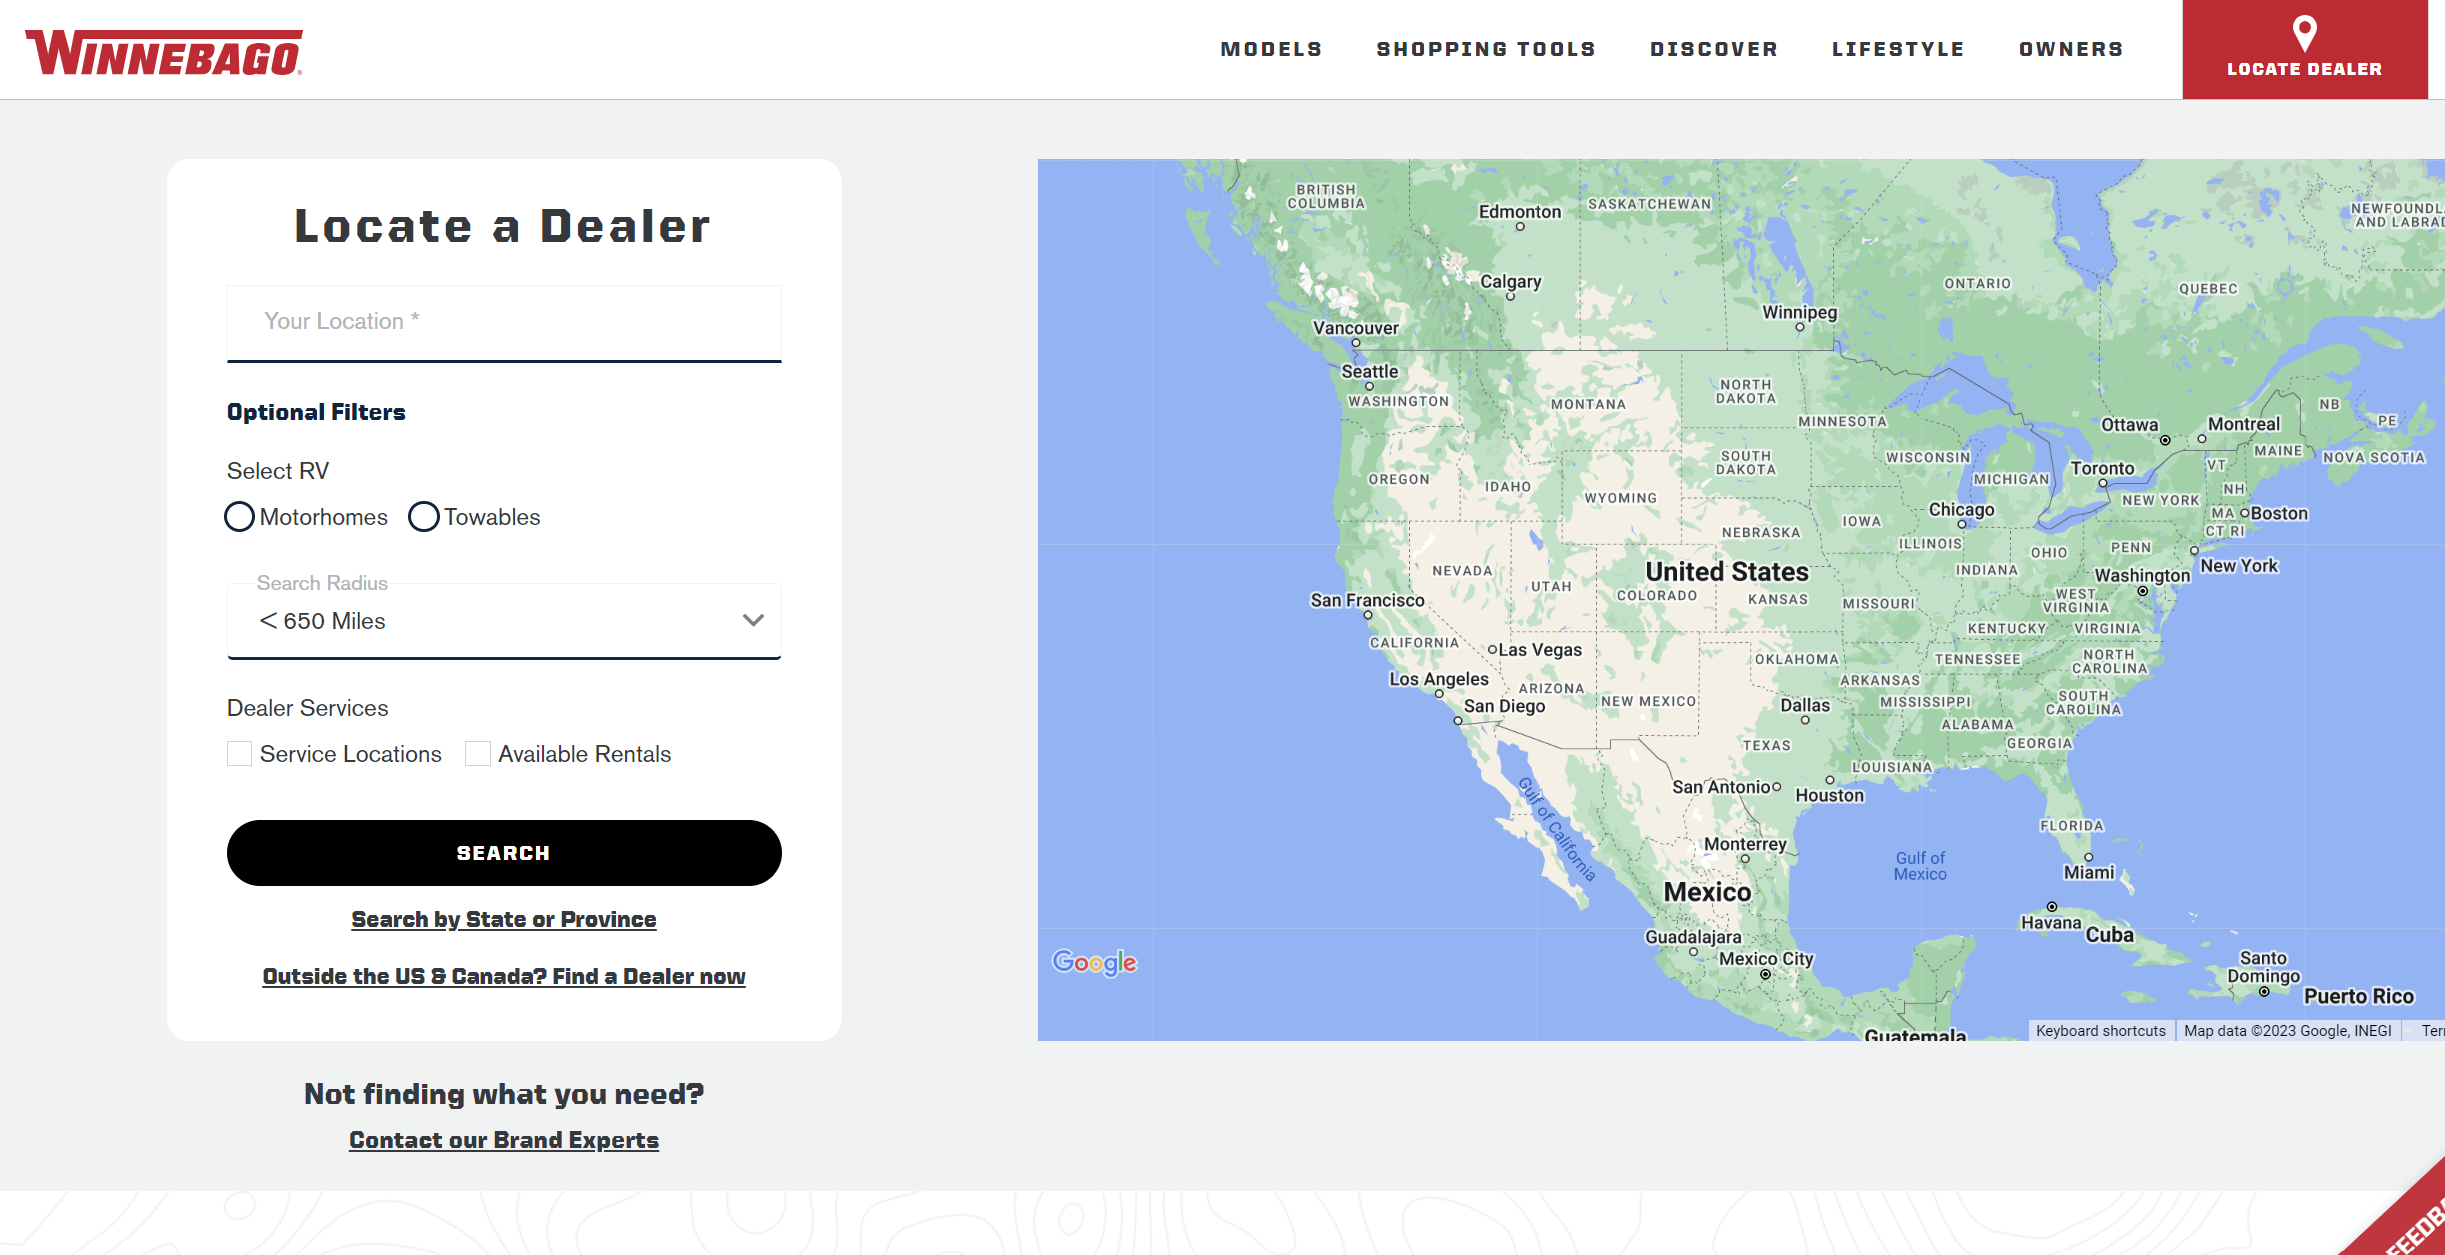 WINNEBAGO
MODELS
SHOPPING TOOLS
DISCOVER
LIFESTYLE
OWNERS
LOCATE DEALER
Locate a Dealer
Your Location *
Optional Filters
Select RV
Motorhomes
Towables
Search Radius
< 650 Miles
Dealer Services
Service Locations
Available Rentals
SEARCH
Search by State or Province
Outside the US & Canada? Find a Dealer now
Not finding what you need?
Contact our Brand Experts
BRITISH
COLUMBIA
Edmonton
SASKATCHEWAN
NEWFOUNDL
AND LABRAD
Calgary
ONTARIO
QUEBEC
Winnipeg
Vancouver
Seattle
WASHINGTON
MONTANA
NORTH
DAKOTA
MINNESOTA
NB
PE
Ottawa
Montreal
MAINE
NOVA SCOTIA
OREGON
IDAHO
SOUTH
DAKOTA
WISCONSIN
MICHIGAN
Toronto
VT
NH
WYOMING
NEW YORK
MA
Boston
CT RI
Chicago
IOWA
NEBRASKA
ILLINOIS
OHIO
PENN
New York
NEVADA
UTAH
United States
COLORADO
KANSAS
INDIANA
Washington
WEST
VIRGINIA
MISSOURI
San Francisco
KENTUCKY
VIRGINIA
CALIFORNIA
Las Vegas
OKLAHOMA
TENNESSEE
NORTH
CAROLINA
Los Angeles
ARIZONA
NEW MEXICO
ARKANSAS
SOUTH
CAROLINA
San Diego
Dallas
MISSISSIPPI
ALABAMA
GEORGIA
TEXAS
LOUISIANA
San Antonio
Houston
Gulf of California
FLORIDA
Monterrey
Gulf of
Mexico
Miami
Mexico
Havana
Cuba
Guadalajara
Mexico City
Santo
Domingo
Puerto Rico
Guatemala
Google
Keyboard shortcuts
Map data ©2023 Google, INEGI
Ter
FEEDBA